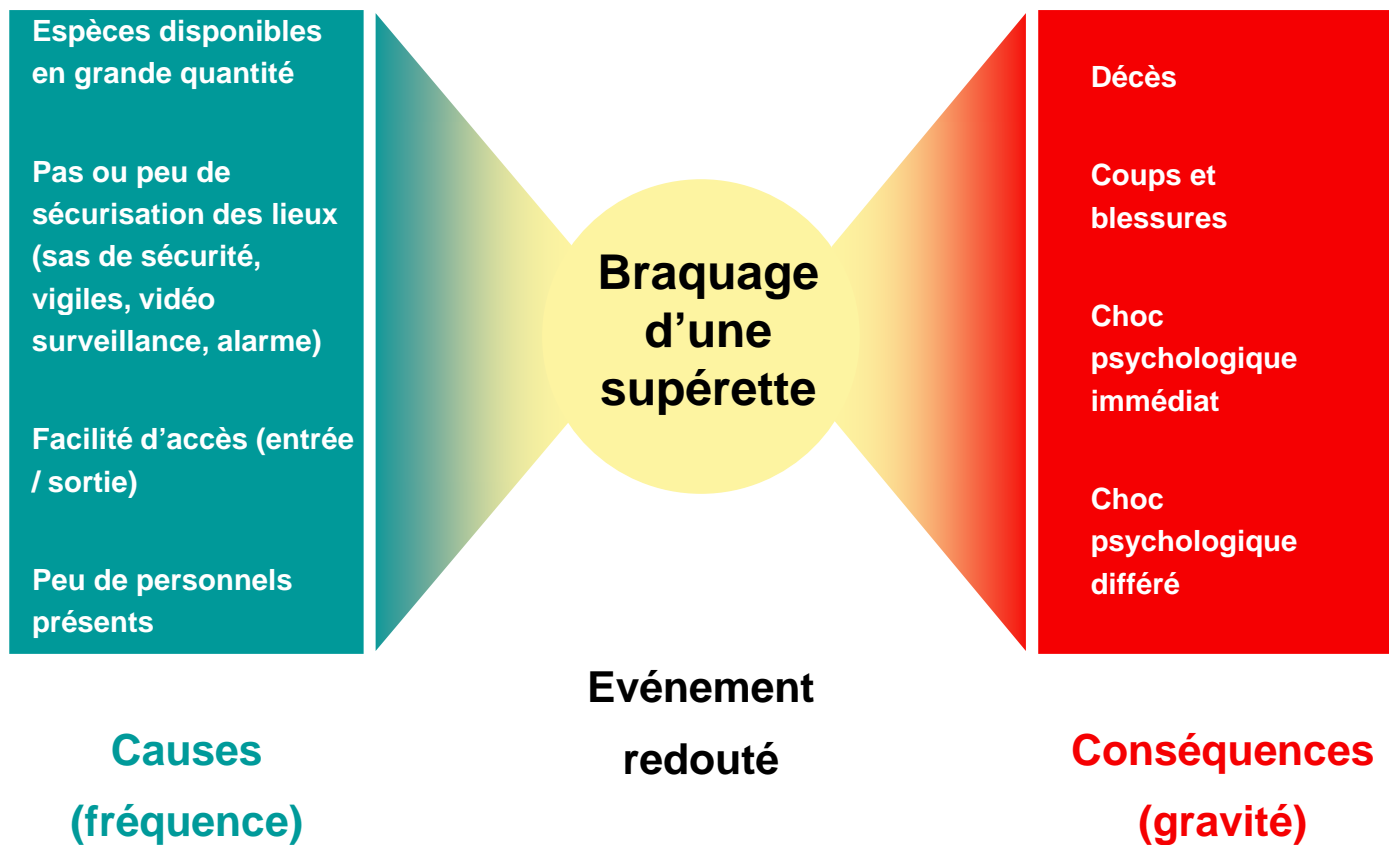 Espèces disponibles
en grande quantité
Pas ou peu de
sécurisation des lieux
(sas de sécurité,
vigiles, vidéo
surveillance, alarme)
Facilité d’accès (entrée
/ sortie)
Peu de personnels
présents
Braquage
d’une
supérette
Décès
Coups et
blessures
Choc
psychologique
immédiat
Choc
psychologique
différé
Causes
(fréquence)
Evénement
redouté
Conséquences
(gravité)